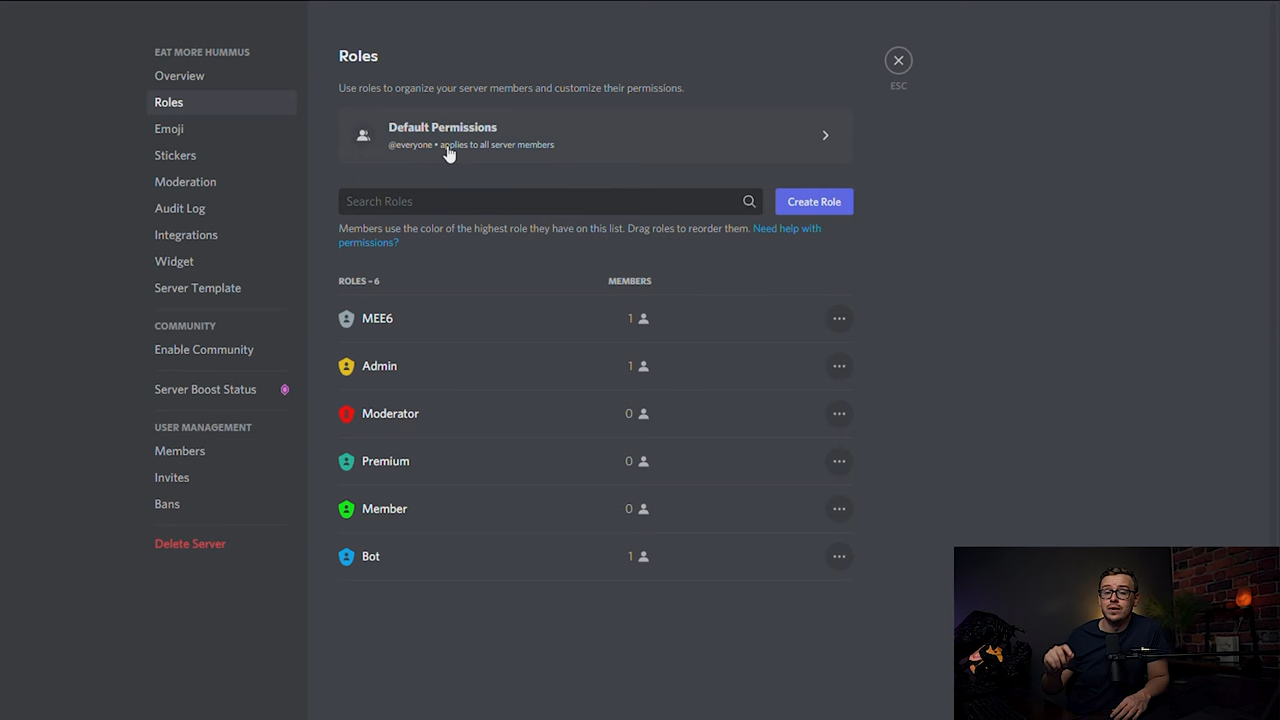 EAT MORE HUMMUS
Overview
Roles
Emoji
Stickers
Moderation
Audit Log
Integrations
Widget
Server Template
COMMUNITY
Enable Community
Server Boost Status
USER MANAGEMENT
Members
Invites
Bans
Delete Server
Roles
ESC
Use roles to organize your server members and customize their permissions.
Default Permissions
@everyone • applies to all server members
Search Roles
Create Role
Members use the color of the highest role they have on this list. Drag roles to reorder them. Need help with
permissions?
ROLES – 6 MEMBERS
MEE6 1
Admin 1
Moderator 0
Premium 0
Member 0
Bot 1